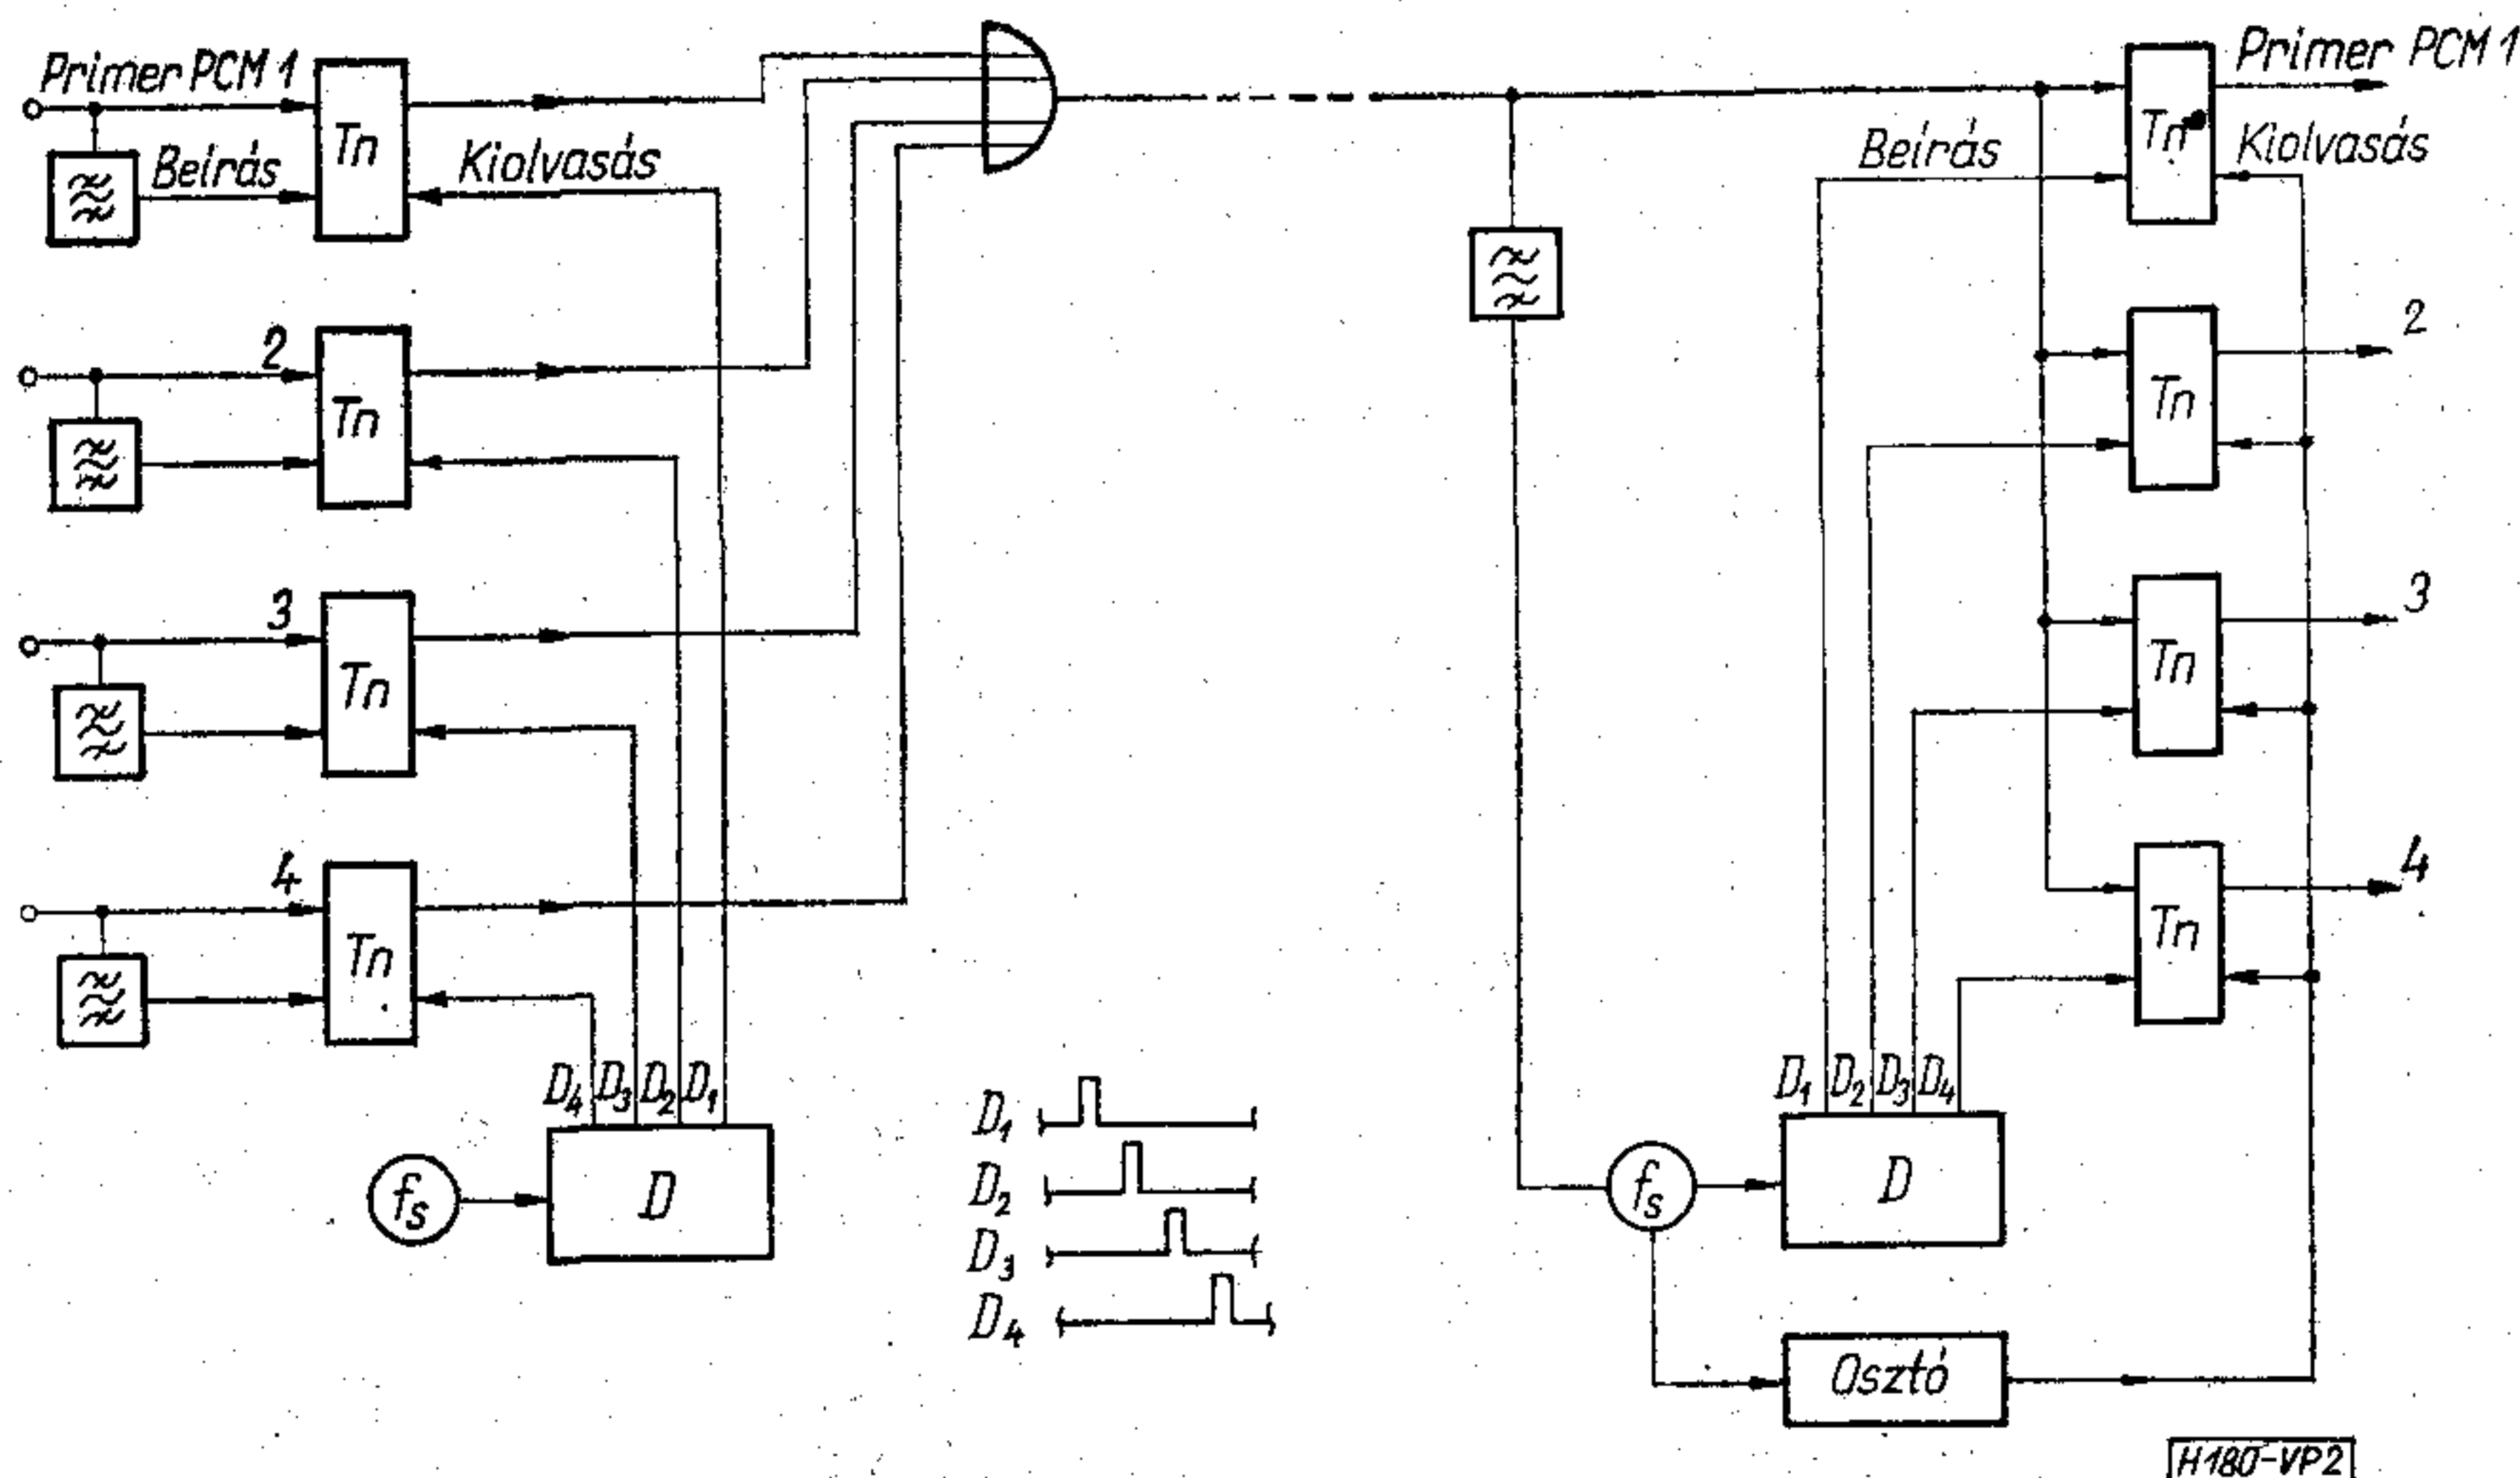 Primer PCM 1
Tn
Beírás
Kiolvasás
2
Tn
3
Tn
4
Tn
D4 D3 D2 D1
fs
D
D1
D2
D3
D4
Primer PCM 1
Tn
Beírás
Kiolvasás
2
Tn
3
Tn
4
Tn
D1 D2 D3 D4
fs
D
Osztó
H180-VP2